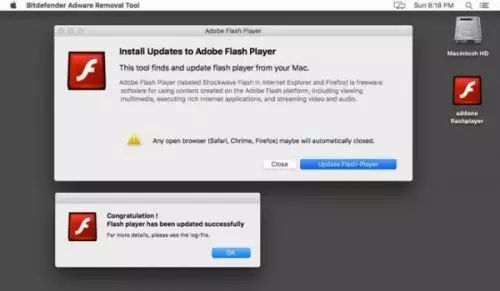 Bitdefender Adware Removal Tool
Sun 8:18 PM
Adobe Flash Player
Macintosh HD
Install Updates to Adobe Flash Player
This tool finds and update flash player from your Mac.
Adobe Flash Player (labeled Shockwave Flash in Internet Explorer and Firefox) is freeware
software for using content created on the Adobe Flash platform, including viewing
multimedia, executing rich Internet applications, and streaming video and audio.
addone
flashplayer
Any open browser (Safari, Chrime, Firefox) maybe will automatically closed.
Close
Update Flash-Player
Congratulation !
Flash player has been updated successfully
For more details, please see the log-file.
OK